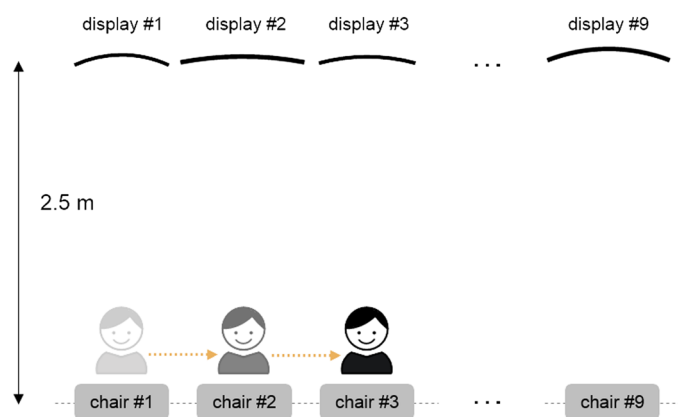 display #1 display #2 display #3 ... display #9
2.5 m
chair #1 chair #2 chair #3 ... chair #9